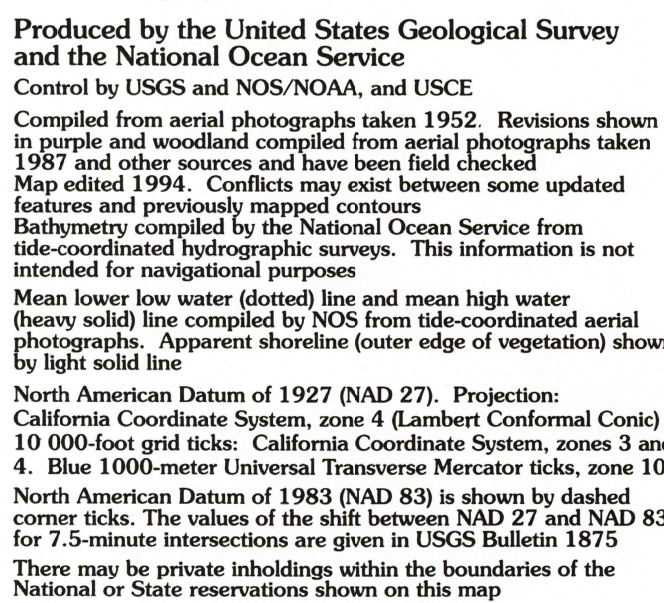 Produced by the United States Geological Survey
and the National Ocean Service
Control by USGS and NOS/NOAA, and USCE
Compiled from aerial photographs taken 1952. Revisions shown
in purple and woodland compiled from aerial photographs taken
1987 and other sources and have been field checked
Map edited 1994. Conflicts may exist between some updated
features and previously mapped contours
Bathymetry compiled by the National Ocean Service from
tide-coordinated hydrographic surveys. This information is not
intended for navigational purposes
Mean lower low water (dotted) line and mean high water
(heavy solid) line compiled by NOS from tide-coordinated aerial
photographs. Apparent shoreline (outer edge of vegetation) shown
by light solid line
North American Datum of 1927 (NAD 27). Projection:
California Coordinate System, zone 4 (Lambert Conformal Conic)
10 000-foot grid ticks: California Coordinate System, zones 3 and
4. Blue 1000-meter Universal Transverse Mercator ticks, zone 10
North American Datum of 1983 (NAD 83) is shown by dashed
corner ticks. The values of the shift between NAD 27 and NAD 83
for 7.5-minute intersections are given in USGS Bulletin 1875
There may be private inholdings within the boundaries of the
National or State reservations shown on this map